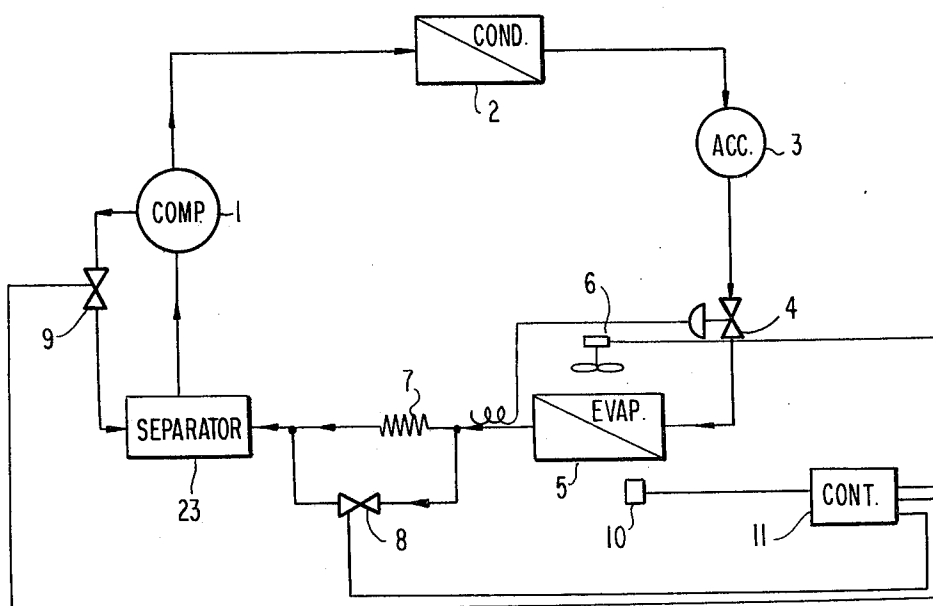 COND.
2
ACC.
3
COMP.
1
9
6
4
7
SEPARATOR
23
EVAP.
5
8
10
CONT.
11